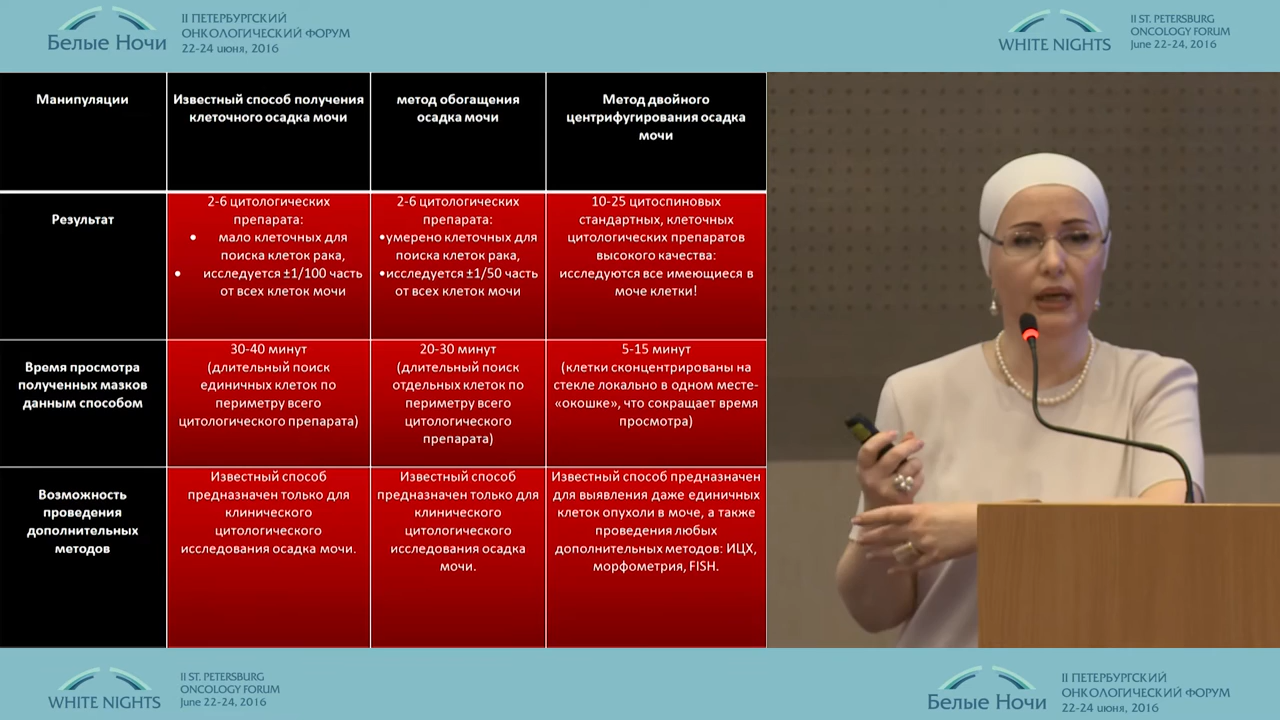 Белые Ночи
II ПЕТЕРБУРГСКИЙ
ОНКОЛОГИЧЕСКИЙ ФОРУМ
22-24 июня, 2016
WHITE NIGHTS
II ST. PETERSBURG
ONCOLOGY FORUM
June 22-24, 2016
Манипуляции
Известный способ получения
клеточного осадка мочи
метод обогащения
осадка мочи
Метод двойного
центрифугирования осадка
мочи
Результат
2-6 цитологических
препарата:
• мало клеточных для
поиска клеток рака,
• исследуется ±1/100 часть
от всех клеток мочи
2-6 цитологических
препарата:
•умерено клеточных для
поиска клеток рака,
•исследуется ±1/50 часть
от всех клеток мочи
10-25 цитоспиновых
стандартных, клеточных
цитологических препаратов
высокого качества:
исследуются все имеющиеся в
моче клетки!
Время просмотра
полученных мазков
данным способом
30-40 минут
(длительный поиск
единичных клеток по
периметру всего
цитологического препарата)
20-30 минут
(длительный поиск
отдельных клеток по
периметру всего
цитологического
препарата)
5-15 минут
(клетки сконцентрированы на
стекле локально в одном месте-
«окошке», что сокращает время
просмотра)
Возможность
проведения
дополнительных
методов
Известный способ
предназначен только для
клинического
цитологического
исследования осадка мочи.
Известный способ
предназначен только для
клинического
цитологического
исследования осадка
мочи.
Известный способ предназначен
для выявления даже единичных
клеток опухоли в моче, а также
проведения любых
дополнительных методов: ИЦХ,
морфометрия, FISH.
WHITE NIGHTS
II ST. PETERSBURG
ONCOLOGY FORUM
June 22-24, 2016
Белые Ночи
II ПЕТЕРБУРГСКИЙ
ОНКОЛОГИЧЕСКИЙ ФОРУМ
22-24 июня, 2016